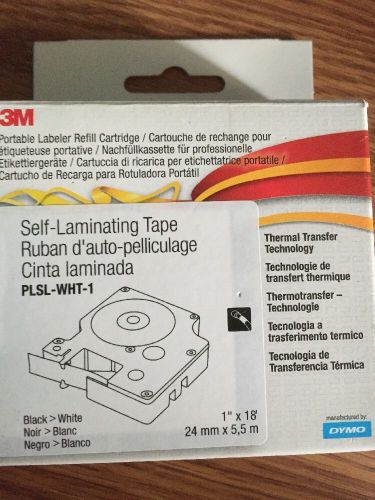 3M
Portable Labeler Refill Cartridge / Cartouche de rechange pour
étiqueteuse portative / Nachfüllkassette für professionelle
Etikettiergeräte / Cartuccia di ricarica per etichettatrice portatile /
Cartucho de Recarga para Rotuladora Portátil
Self-Laminating Tape
Ruban d'auto-pelliculage
Cinta laminada
PLSL-WHT-1
Black > White
Noir > Blanc
Negro > Blanco
1" x 18'
24 mm x 5,5 m
Thermal Transfer
Technology
Technologie de
transfert thermique
Thermotransfer –
Technologie
Tecnologia a
trasferimento termico
Tecnología de
Transferencia Térmica
manufactured by:
DYMO